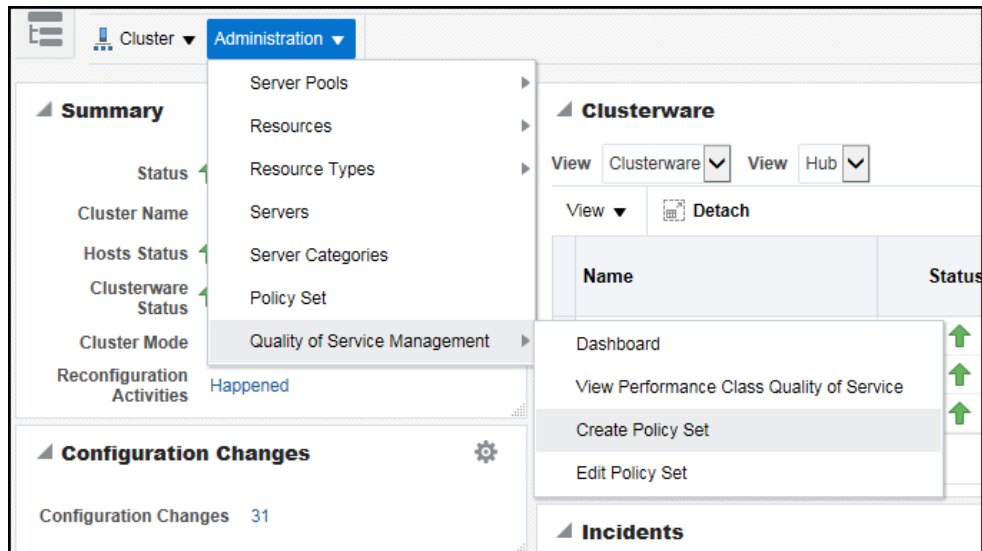 Cluster
Administration
Server Pools
Resources
Resource Types
Servers
Server Categories
Policy Set
Quality of Service Management
Dashboard
View Performance Class Quality of Service
Create Policy Set
Edit Policy Set
Summary
Status
Cluster Name
Hosts Status
Clusterware
Status
Cluster Mode
Reconfiguration
Activities
Happened
Configuration Changes
Configuration Changes 31
Clusterware
View Clusterware View Hub
View Detach
Name Status
Incidents